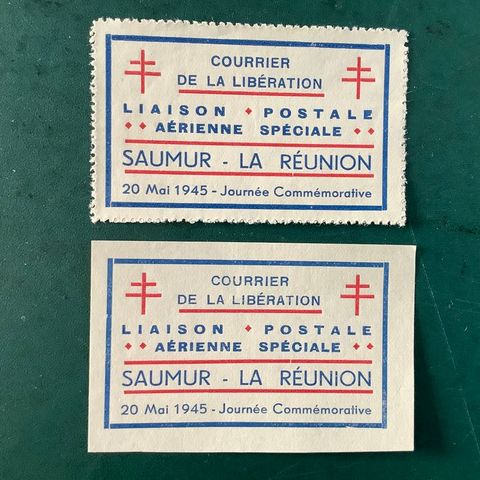 COURRIER
DE LA LIBÉRATION
LIAISON POSTALE
AÉRIENNE SPÉCIALE
SAUMUR - LA RÉUNION
20 Mai 1945 - Journée Commémorative
COURRIER
DE LA LIBÉRATION
LIAISON POSTALE
AÉRIENNE SPÉCIALE
SAUMUR - LA RÉUNION
20 Mai 1945 - Journée Commémorative